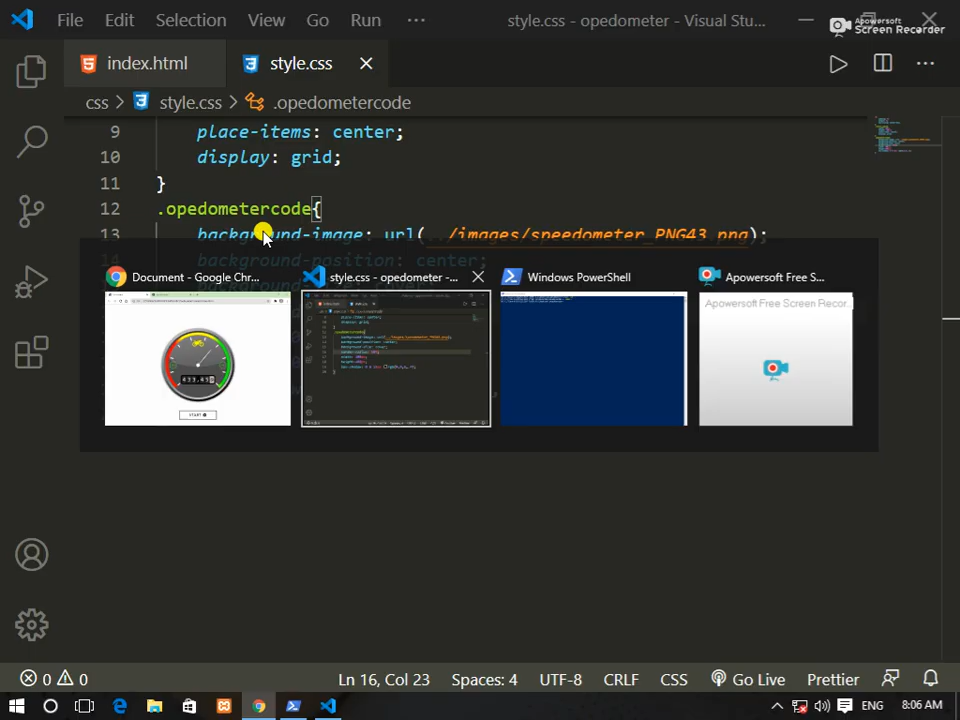 File Edit Selection View Go Run ··· style.css - opedometer - Visual Stu...
Apowersoft
Screen Recorder
index.html style.css
css > style.css > .opedometercode
9 place-items: center;
10 display: grid;
11 }
12 .opedometercode{
13 background-image: url(../images/speedometer_PNG43.png);
background-position: center;
Document - Google Chr... style.css - opedometer -... Windows PowerShell Apowersoft Free S...
Apowersoft Free Screen Recor...
START
0 0 Ln 16, Col 23 Spaces: 4 UTF-8 CRLF CSS Go Live Prettier
ENG 8:06 AM